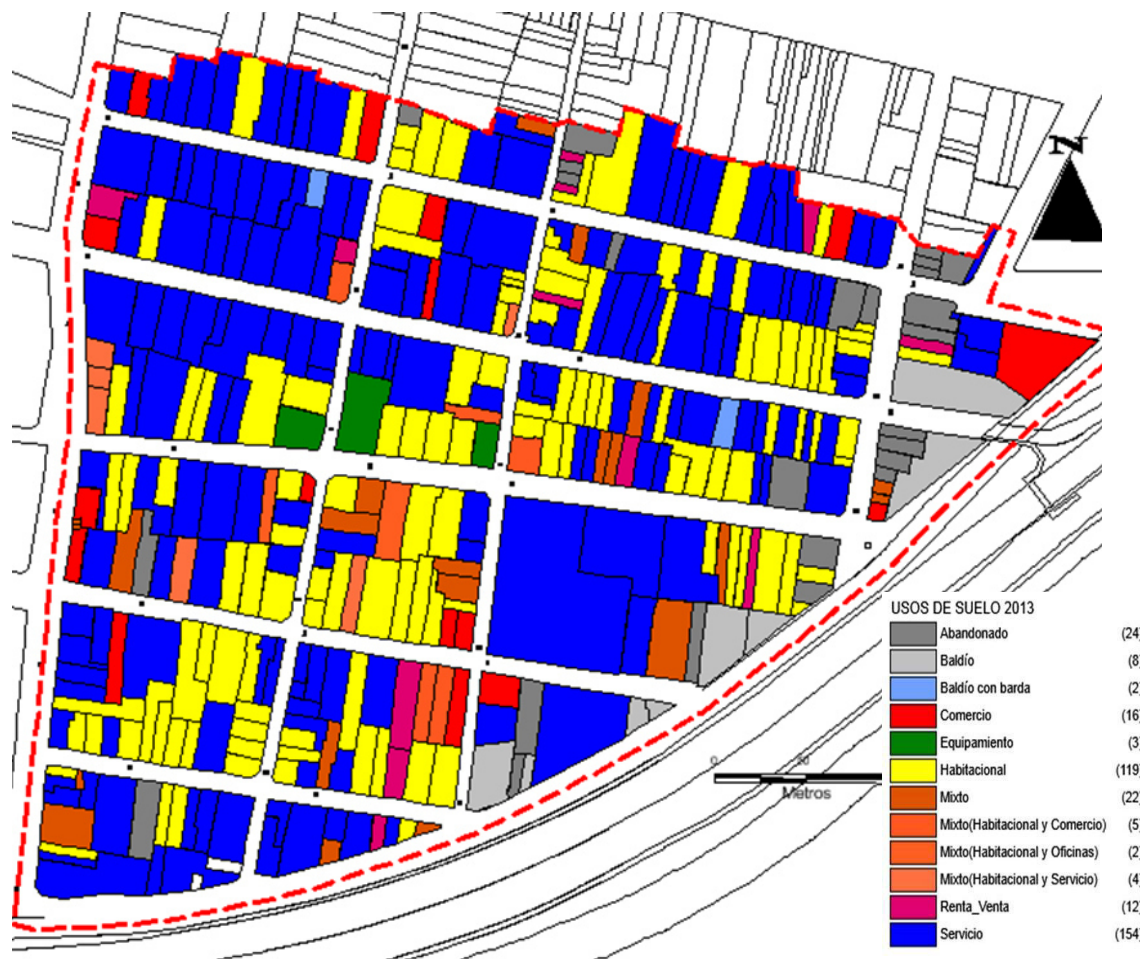 N
USOS DE SUELO 2013
Abandonado (24
Baldío (8
Baldío con barda (2
Comercio (16
Equipamiento (3
Habitacional (119
Mixto (22
Mixto(Habitacional y Comercio) (5
Mixto(Habitacional y Oficinas) (2
Mixto(Habitacional y Servicio) (4
Renta_Venta (12
Servicio (154
0
Metros